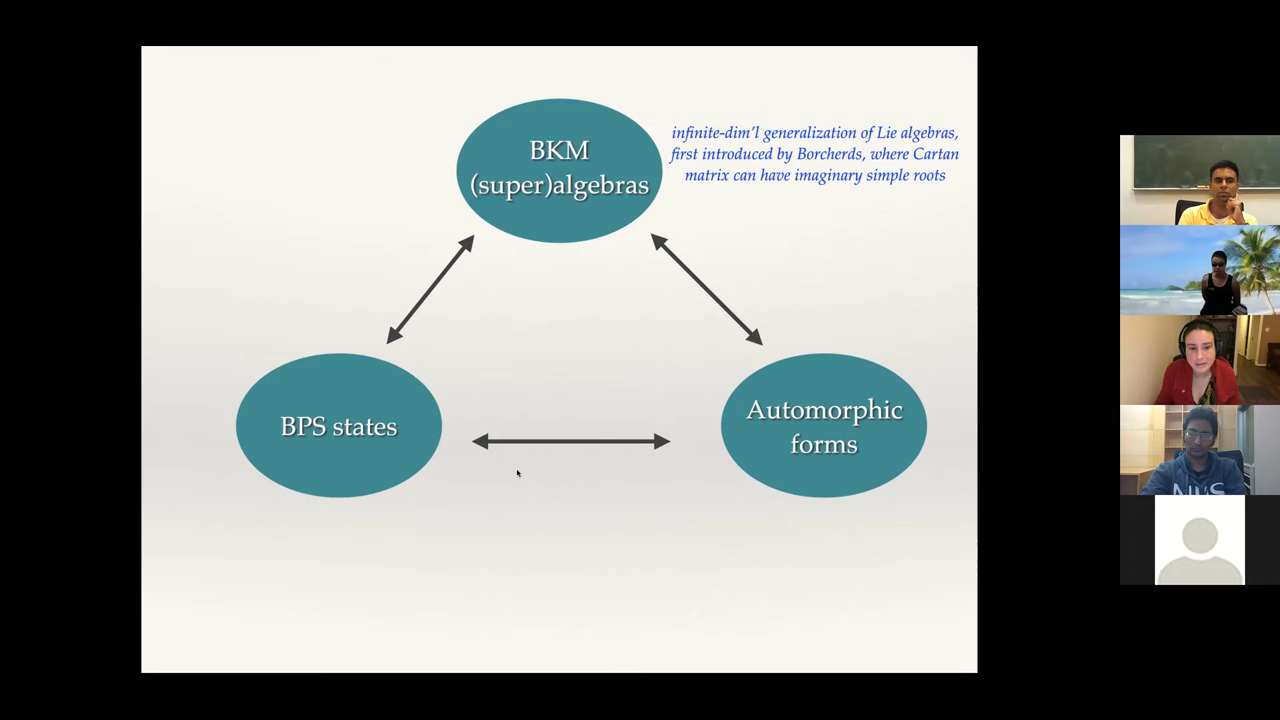 BKM
(super)algebras
infinite-dim'l generalization of Lie algebras,
first introduced by Borcherds, where Cartan
matrix can have imaginary simple roots
BPS states
Automorphic
forms